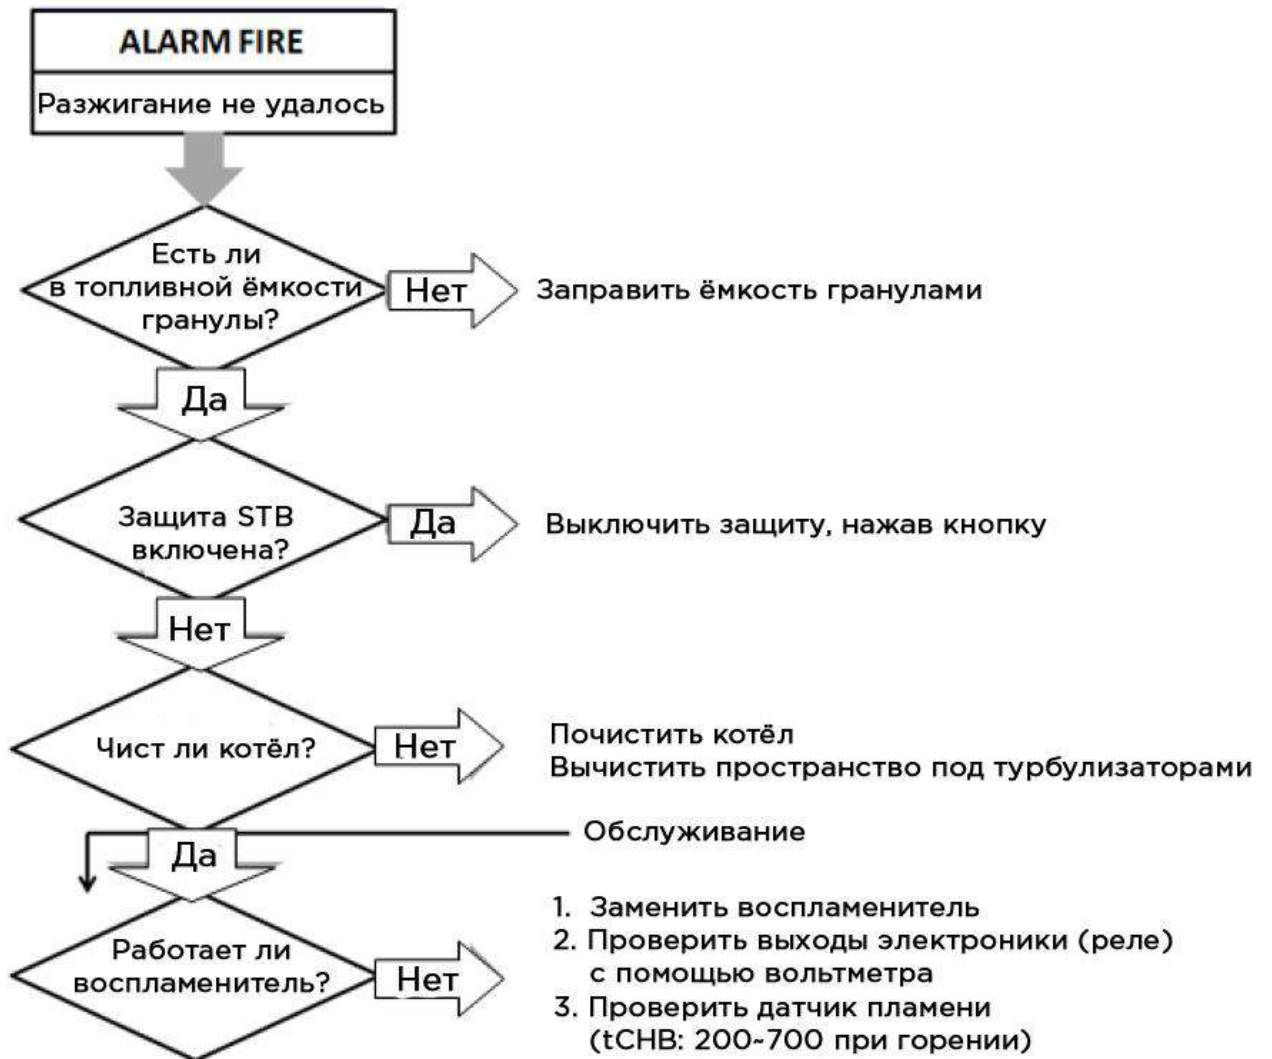 ALARM FIRE
Разжигание не удалось
Есть ли
в топливной ёмкости
гранулы?
Нет
Заправить ёмкость гранулами
Да
Защита STB
включена?
Да
Выключить защиту, нажав кнопку
Нет
Чист ли котёл?
Нет
Почистить котёл
Вычистить пространство под турбулизаторами
Обслуживание
Да
Работает ли
воспламенитель?
Нет
1. Заменить воспламенитель
2. Проверить выходы электроники (реле)
с помощью вольтметра
3. Проверить датчик пламени
(tCHB: 200~700 при горении)